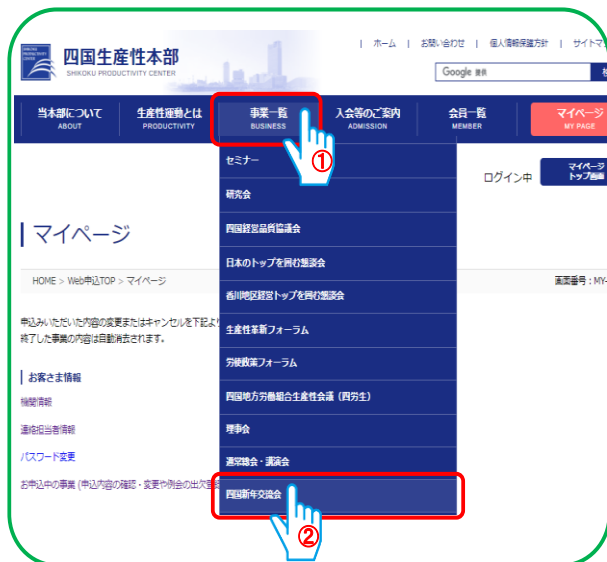 | ホーム | お問い合わせ | 個人情報保護方針 | サイトマ
SHIKOKU PRODUCTIVITY CENTER
四国生産性本部
SHIKOKU PRODUCTIVITY CENTER
Google 提供
当本部について
ABOUT
生産性運動とは
PRODUCTIVITY
事業一覧
BUSINESS
入会等のご案内
ADMISSION
会員一覧
MEMBER
マイページ
MY PAGE
①
セミナー
研究会
四国経営品質協議会
日本のトップを囲む懇談会
香川地区経営トップを囲む懇談会
生産性革新フォーラム
労使政策フォーラム
四国地方労働組合生産性会議（四労生）
理事会
通常総会・講演会
四国新年交流会
②
ログイン中
マイページ
トップ画面
マイページ
HOME > Web申込TOP > マイページ
画面番号：MY-
申込みいただいた内容の変更またはキャンセルを下記よ
終了した事業の内容は自動消去されます。
お客さま情報
機関情報
連絡担当者情報
パスワード変更
お申込中の事業 (申込内容の確認・変更や例会の出欠